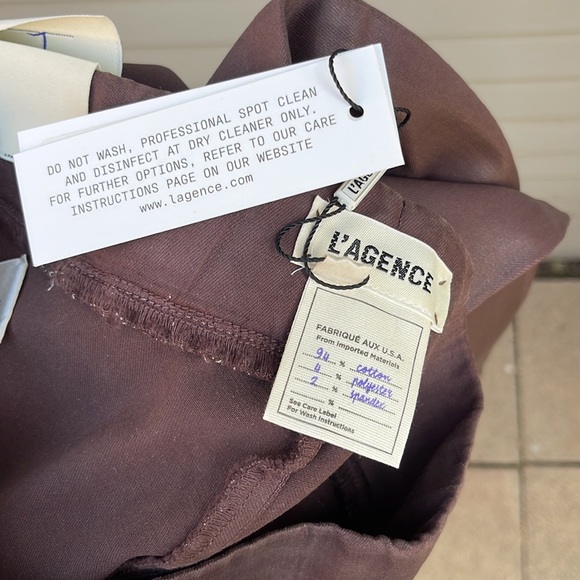 DO NOT WASH, PROFESSIONAL SPOT CLEAN
AND DISINFECT AT DRY CLEANER ONLY.
FOR FURTHER OPTIONS, REFER TO OUR CARE
INSTRUCTIONS PAGE ON OUR WEBSITE
www.lagence.com
L'AG
L'AGENCE
FABRIQUÉ AUX U.S.A.
From Imported Materials
94 % cotton
4 % polyester
2 % spandex
%
See Care Label
For Wash Instructions